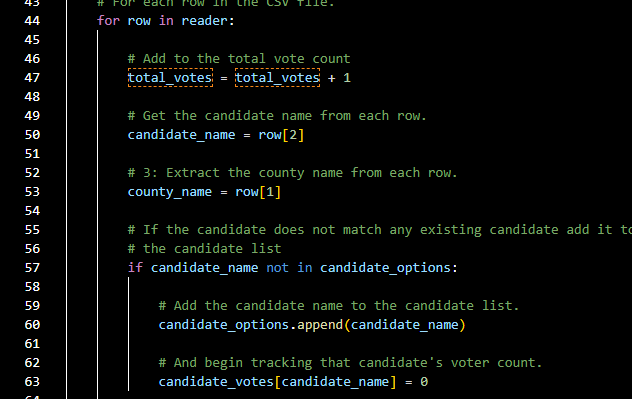 43 # For each row in the CSV file.
44 for row in reader:
45
46 # Add to the total vote count
47 total_votes = total_votes + 1
48
49 # Get the candidate name from each row.
50 candidate_name = row[2]
51
52 # 3: Extract the county name from each row.
53 county_name = row[1]
54
55 # If the candidate does not match any existing candidate add it to
56 # the candidate list
57 if candidate_name not in candidate_options:
58
59 # Add the candidate name to the candidate list.
60 candidate_options.append(candidate_name)
61
62 # And begin tracking that candidate's voter count.
63 candidate_votes[candidate_name] = 0
64